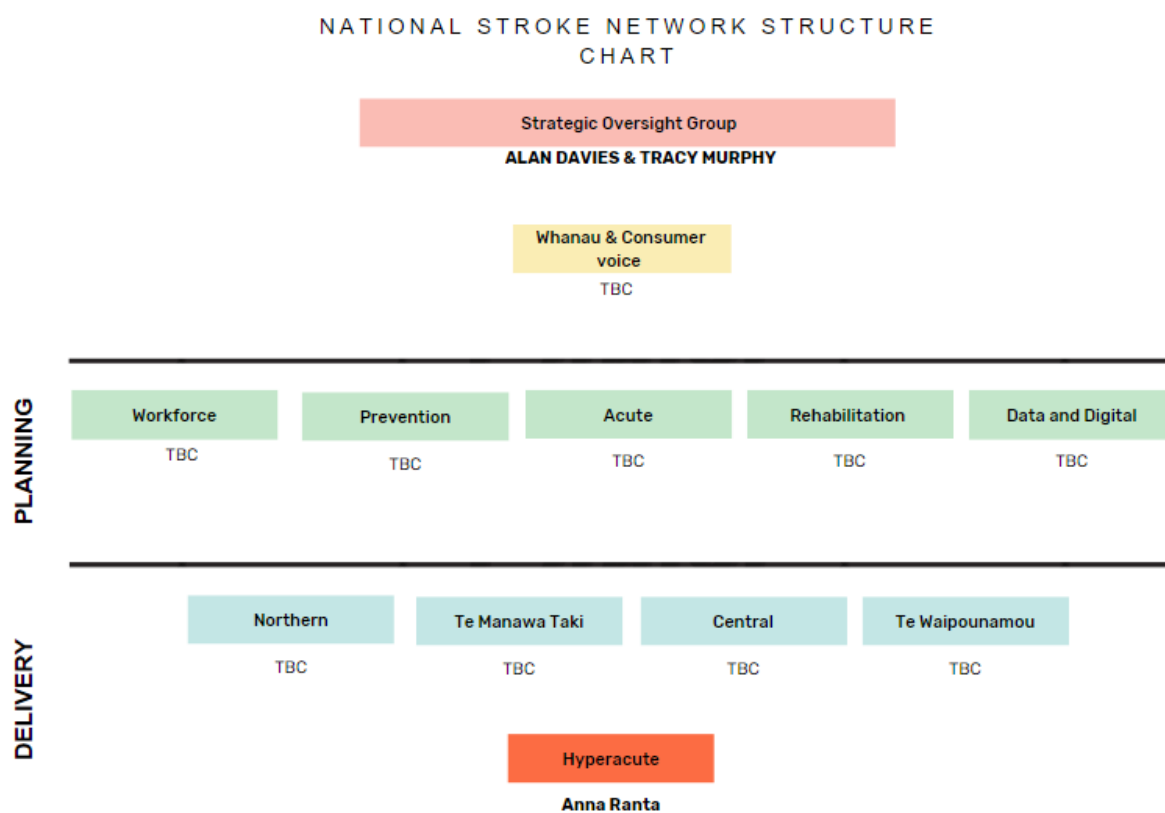 NATIONAL STROKE NETWORK STRUCTURE
CHART
Strategic Oversight Group
ALAN DAVIES & TRACY MURPHY
Whanau & Consumer
voice
TBC
PLANNING
Workforce
Prevention
Acute
Rehabilitation
Data and Digital
TBC
TBC
TBC
TBC
TBC
DELIVERY
Northern
Te Manawa Taki
Central
Te Waipounamou
TBC
TBC
TBC
TBC
Hyperacute
Anna Ranta